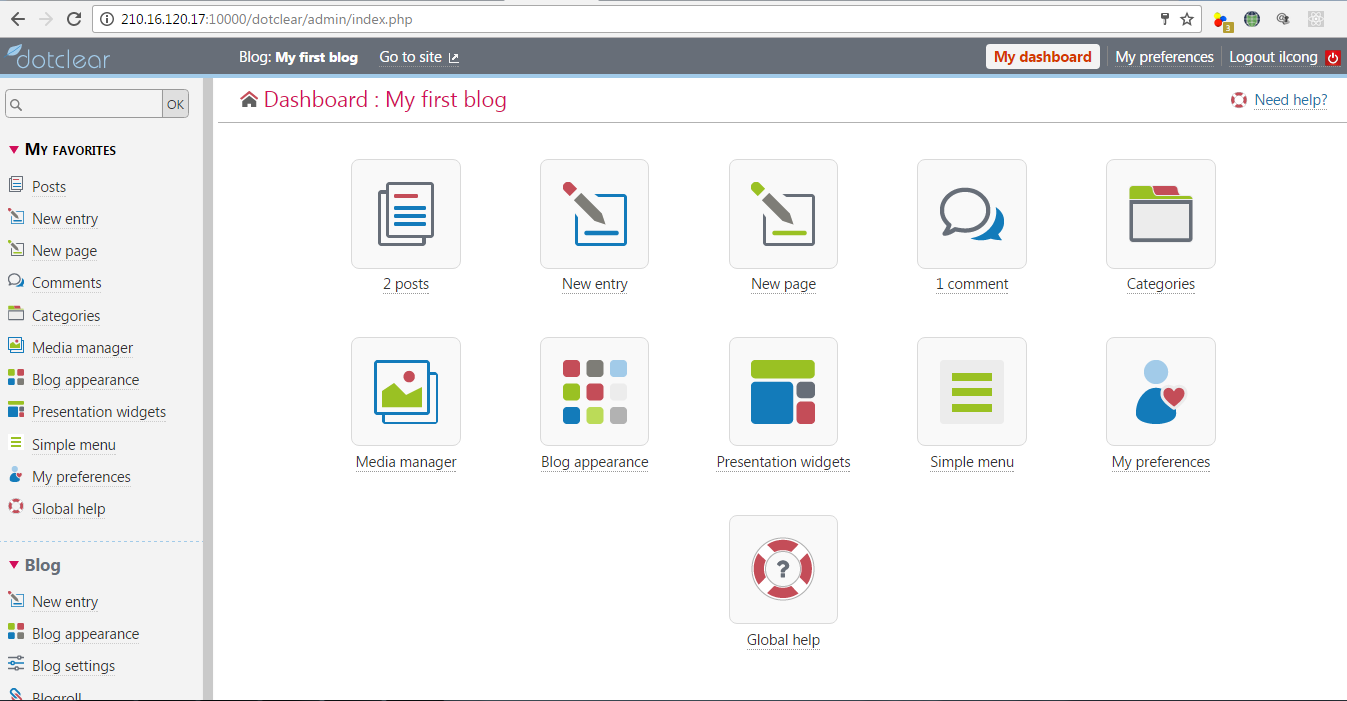 210.16.120.17:10000/dotclear/admin/index.php
3
dotclear
Blog: My first blog Go to site My dashboard My preferences Logout ilcong
OK
Dashboard : My first blog
Need help?
My favorites
Posts
New entry
New page
Comments
Categories
Media manager
Blog appearance
Presentation widgets
Simple menu
My preferences
Global help
Blog
New entry
Blog appearance
Blog settings
Blogroll
2 posts New entry New page 1 comment Categories
Media manager Blog appearance Presentation widgets Simple menu My preferences
?
Global help